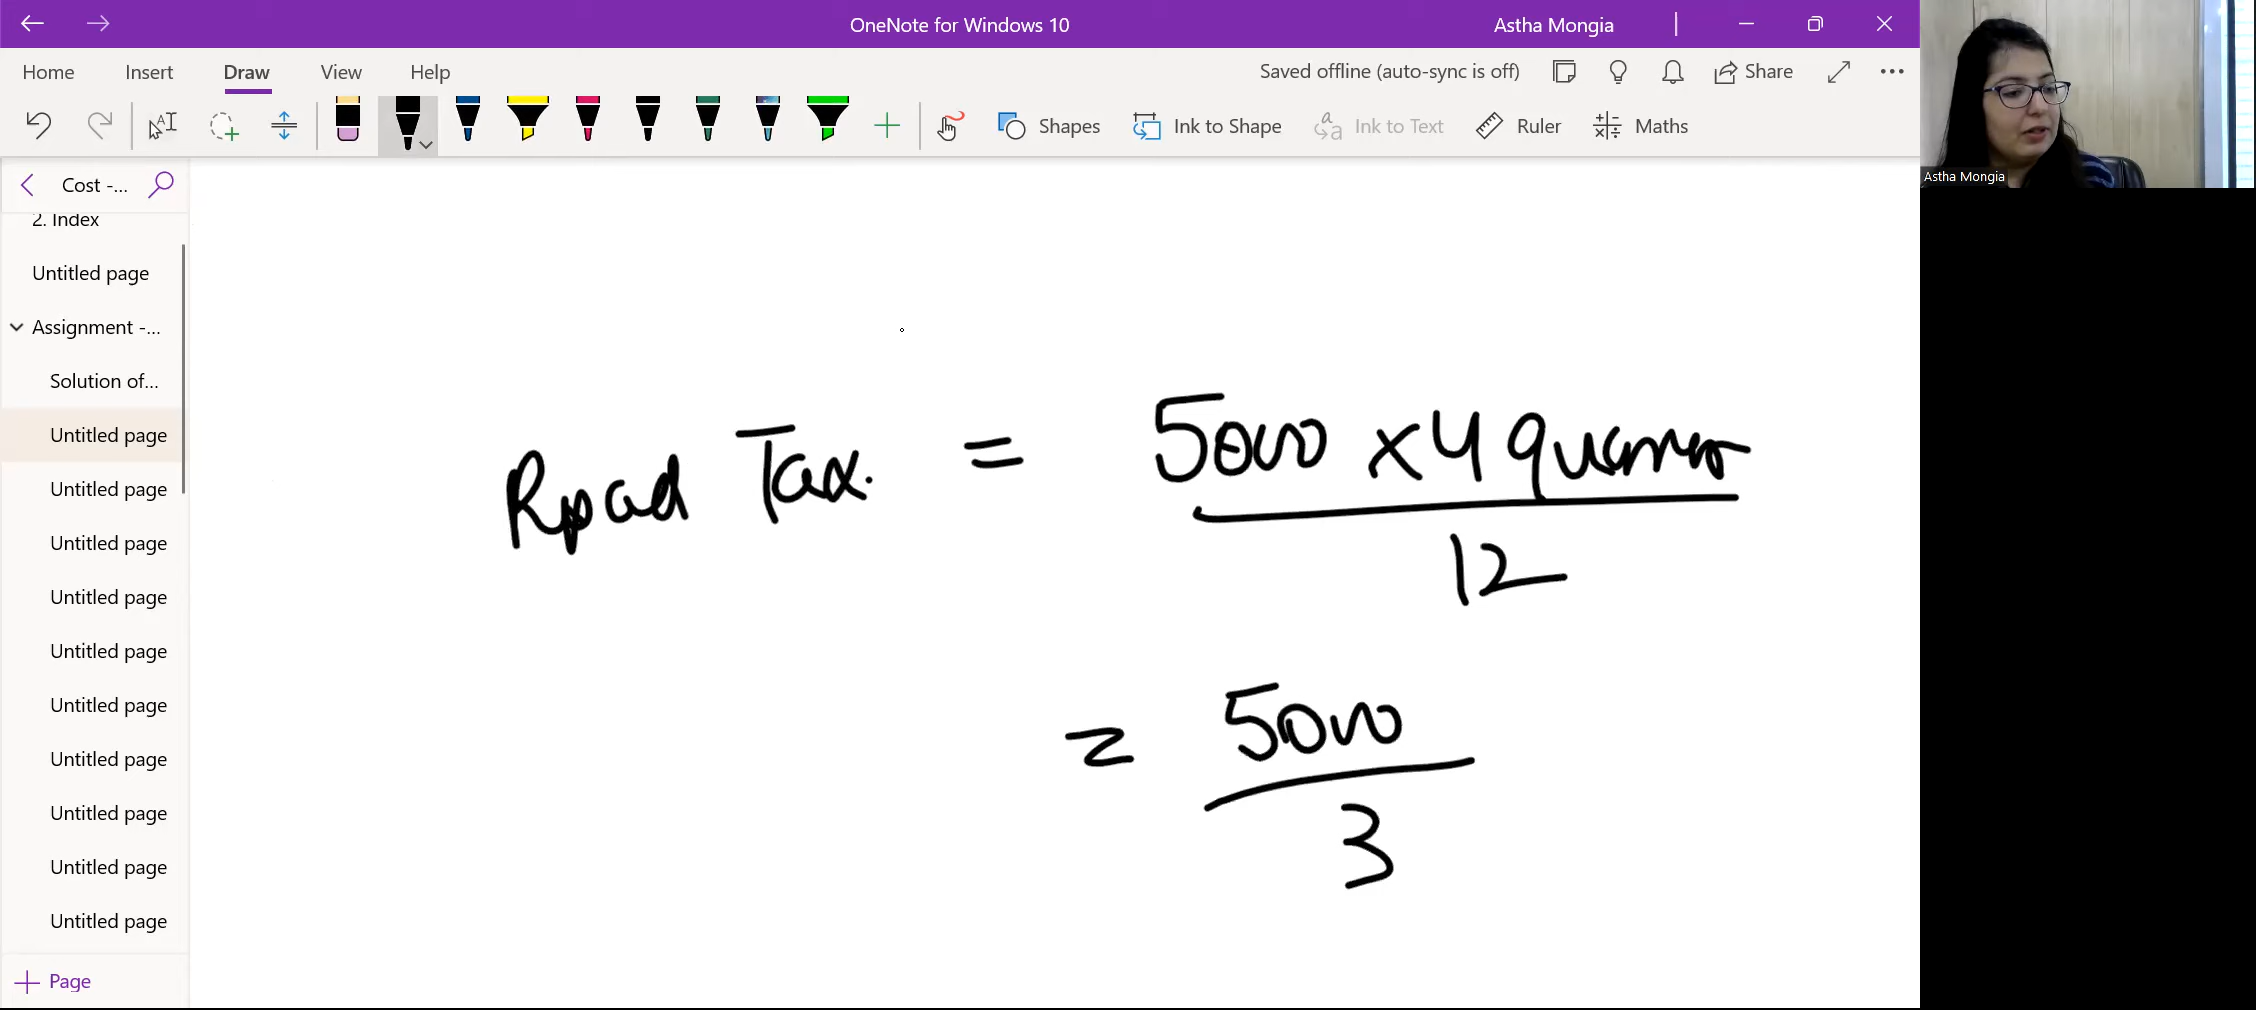 OneNote for Windows 10
Astha Mongia
Home Insert Draw View Help
Saved offline (auto-sync is off) Share
Shapes Ink to Shape Ink to Text Ruler Maths
Cost -...
2. Index
Untitled page
Assignment -...
Solution of...
Untitled page
Untitled page
Untitled page
Untitled page
Untitled page
Untitled page
Untitled page
Untitled page
Untitled page
Untitled page
Page
Road Tax. = 5000 x 4 quarters
12
= 5000
3
Astha Mongia